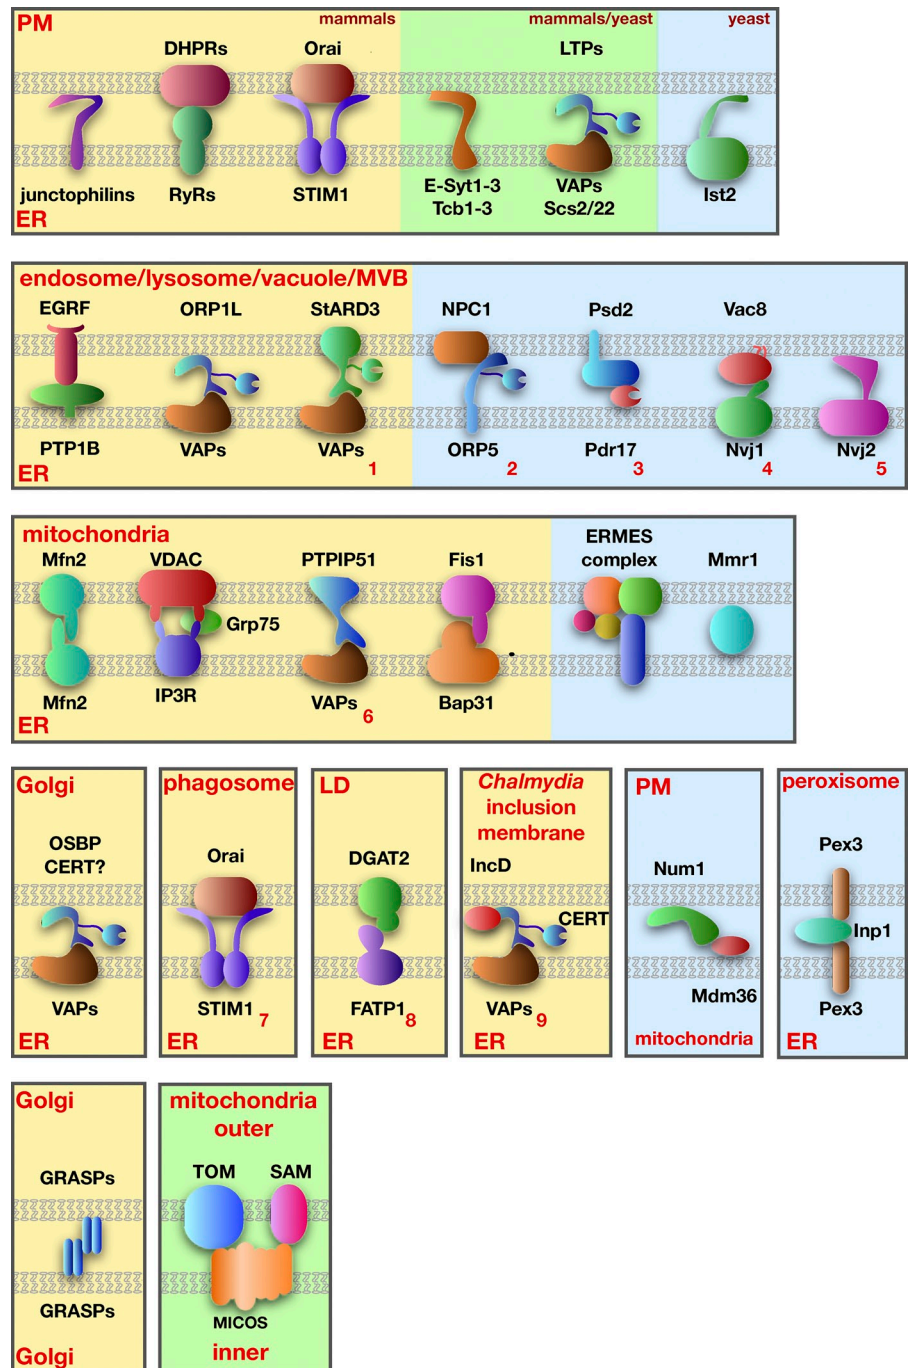 PM
mammals
mammals/yeast
yeast
DHPRs
Orai
LTPs
junctophilins
RyRs
STIM1
E-Syt1-3
Tcb1-3
VAPs
Scs2/22
Ist2
ER
endosome/lysosome/vacuole/MVB
EGRF
ORP1L
StARD3
NPC1
Psd2
Vac8
PTP1B
VAPs
VAPs
1
ORP5
2
Pdr17
3
Nvj1
4
Nvj2
5
ER
mitochondria
Mfn2
VDAC
PTPIP51
Fis1
ERMES
complex
Mmr1
Grp75
Mfn2
IP3R
VAPs
6
Bap31
ER
Golgi
OSBP
CERT?
VAPs
ER
phagosome
Orai
STIM1
7
ER
LD
DGAT2
FATP1
8
ER
Chalmydia
inclusion
membrane
IncD
CERT
VAPs
9
ER
PM
Num1
Mdm36
mitochondria
peroxisome
Pex3
Inp1
Pex3
ER
Golgi
GRASPs
GRASPs
Golgi
mitochondria
outer
TOM
SAM
MICOS
inner